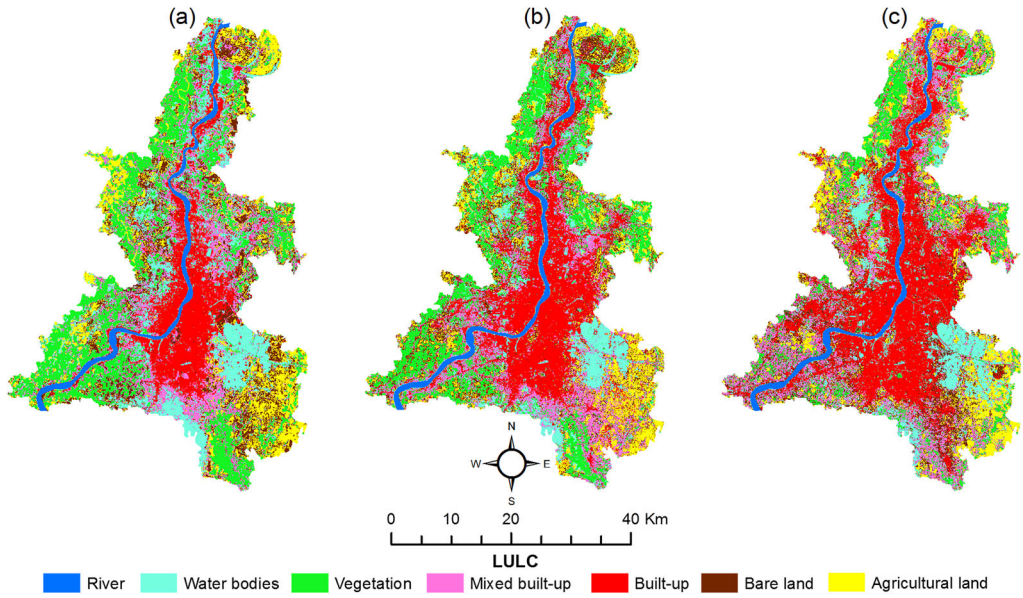 (a) (b) (c)
N
W E
S
0 10 20 40 Km
LULC
River Water bodies Vegetation Mixed built-up Built-up Bare land Agricultural land